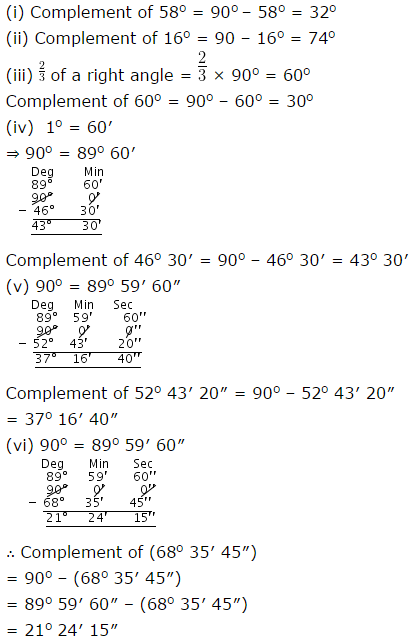 (i) Complement of 58° = 90° – 58° = 32°
(ii) Complement of 16° = 90 – 16° = 74°
(iii) 2/3 of a right angle = 2/3 × 90° = 60°
Complement of 60° = 90° – 60° = 30°
(iv) 1° = 60′
⇒ 90° = 89° 60′
Deg Min
89° 60′
90° 0′
– 46° 30′
43° 30′
Complement of 46° 30′ = 90° – 46° 30′ = 43° 30′
(v) 90° = 89° 59′ 60″
Deg Min Sec
89° 59′ 60″
90° 0′ 0″
– 52° 43′ 20″
37° 16′ 40″
Complement of 52° 43′ 20″ = 90° – 52° 43′ 20″
= 37° 16′ 40″
(vi) 90° = 89° 59′ 60″
Deg Min Sec
89° 59′ 60″
90° 0′ 0″
– 68° 35′ 45″
21° 24′ 15″
∴ Complement of (68° 35′ 45″)
= 90° – (68° 35′ 45″)
= 89° 59′ 60″ – (68° 35′ 45″)
= 21° 24′ 15″